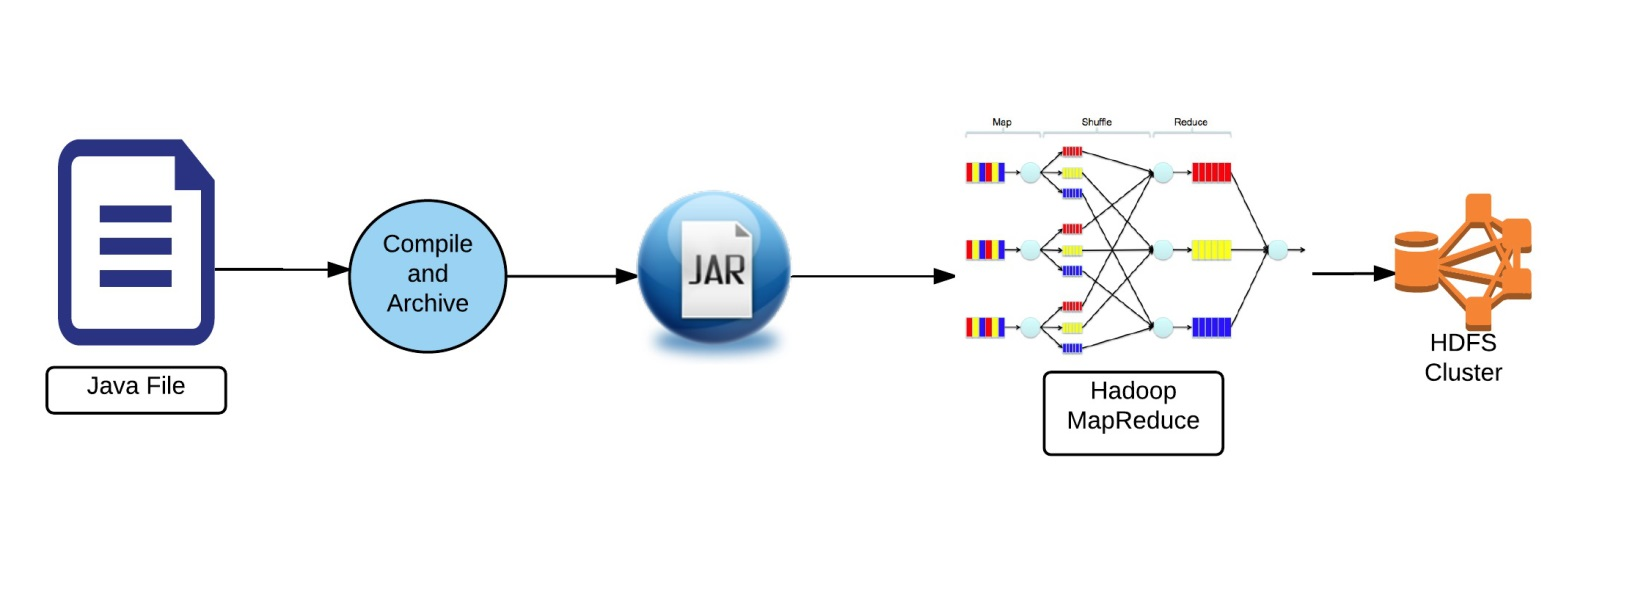 Java File
Compile
and
Archive
JAR
Map
Shuffle
Reduce
Hadoop
MapReduce
HDFS
Cluster